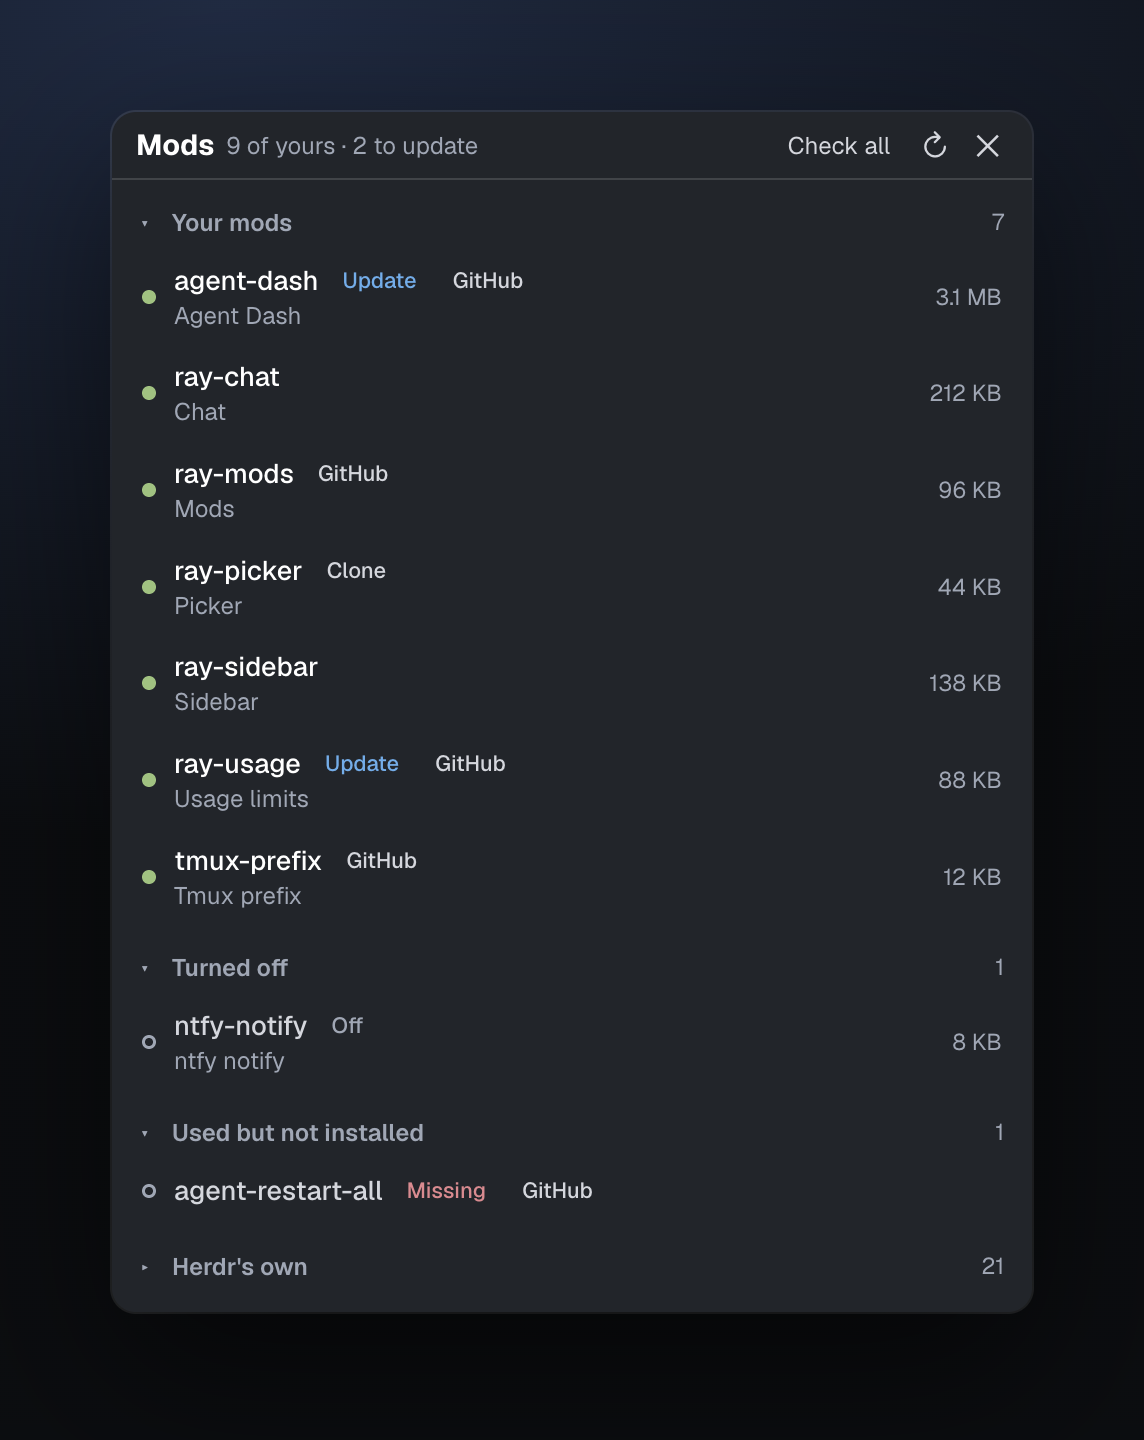 Mods 9 of yours · 2 to update Check all
Your mods 7
agent-dash Update GitHub
Agent Dash
3.1 MB
ray-chat
Chat
212 KB
ray-mods GitHub
Mods
96 KB
ray-picker Clone
Picker
44 KB
ray-sidebar
Sidebar
138 KB
ray-usage Update GitHub
Usage limits
88 KB
tmux-prefix GitHub
Tmux prefix
12 KB
Turned off 1
ntfy-notify Off
ntfy notify
8 KB
Used but not installed 1
agent-restart-all Missing GitHub
Herdr's own 21